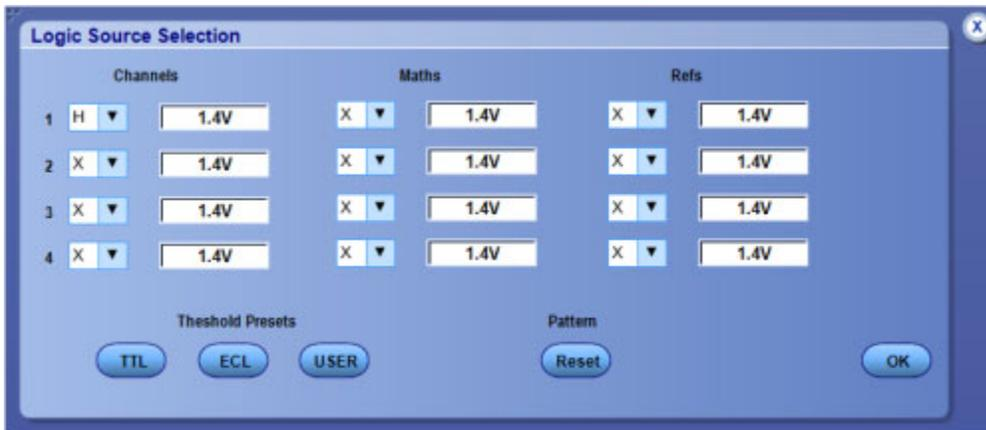 X
Logic Source Selection
Channels Maths Refs
1 H 1.4V X 1.4V X 1.4V
2 X 1.4V X 1.4V X 1.4V
3 X 1.4V X 1.4V X 1.4V
4 X 1.4V X 1.4V X 1.4V
Theshold Presets Pattern
TTL ECL USER Reset OK